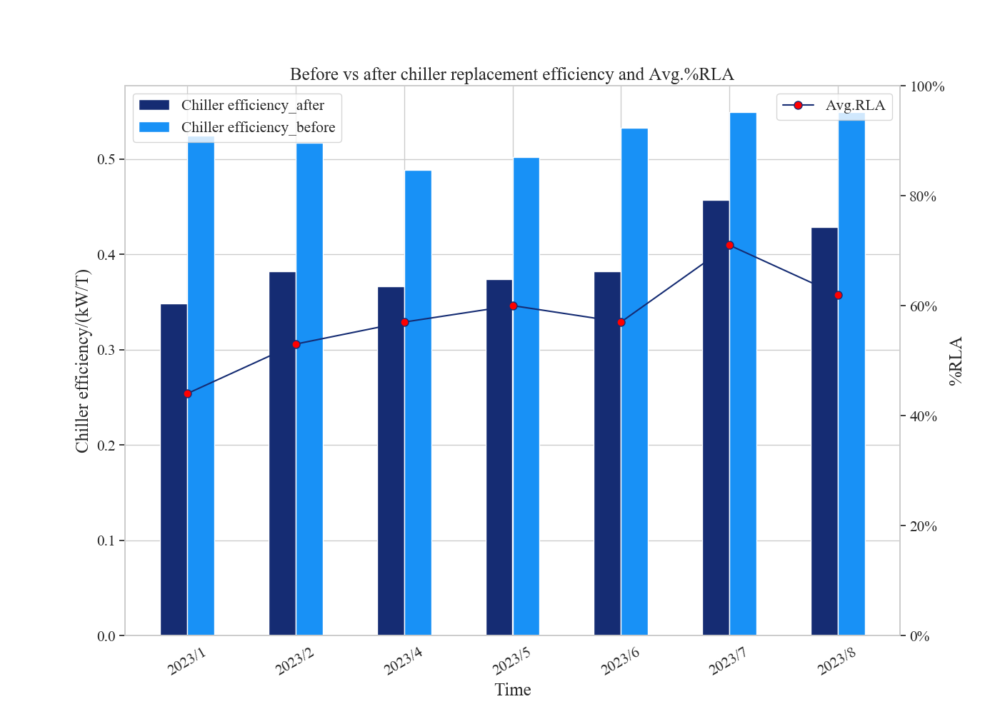 Before vs after chiller replacement efficiency and Avg.%RLA
Chiller efficiency_after
Chiller efficiency_before
Avg.RLA
Chiller efficiency/(kW/T)
0.5
0.4
0.3
0.2
0.1
0.0
100%
80%
60%
40%
20%
0%
%RLA
2023/1
2023/2
2023/4
2023/5
2023/6
2023/7
2023/8
Time